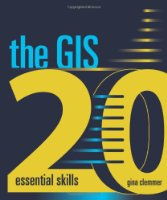 the GIS
20
essential skills
gina clemmer